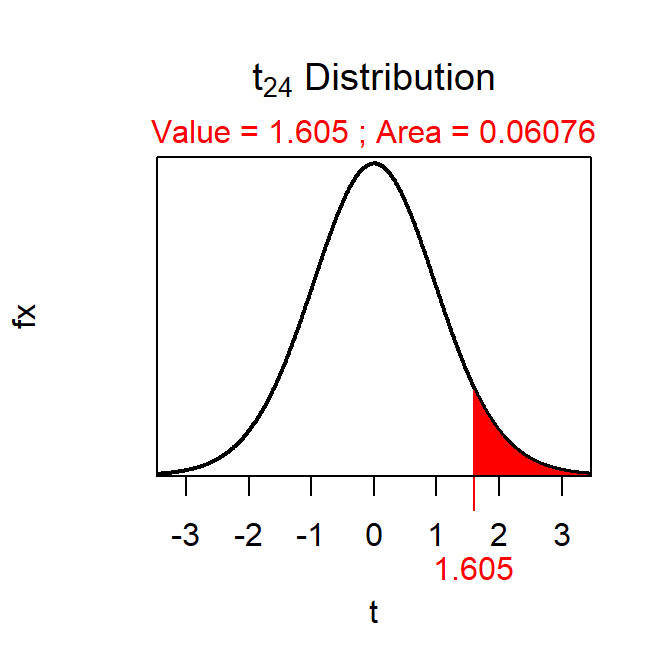 t24 Distribution
Value = 1.605 ; Area = 0.06076
fx
-3 -2 -1 0 1 2 3
1.605
t